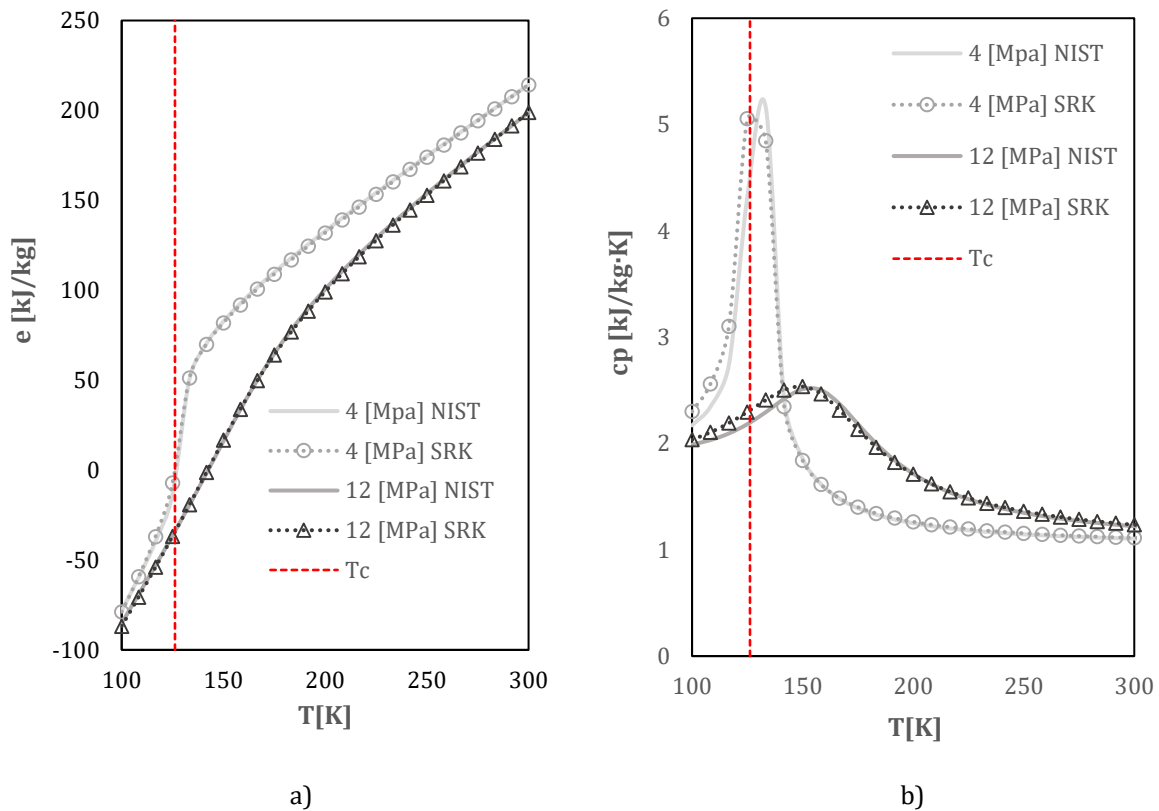 250
200
150
100
50
0
-50
-100
e [kJ/kg]
100
150
200
250
300
T[K]
4 [Mpa] NIST
4 [MPa] SRK
12 [MPa] NIST
12 [MPa] SRK
Tc
a)
6
5
4
3
2
1
0
cp [kJ/kg·K]
100
150
200
250
300
T[K]
4 [Mpa] NIST
4 [MPa] SRK
12 [MPa] NIST
12 [MPa] SRK
Tc
b)